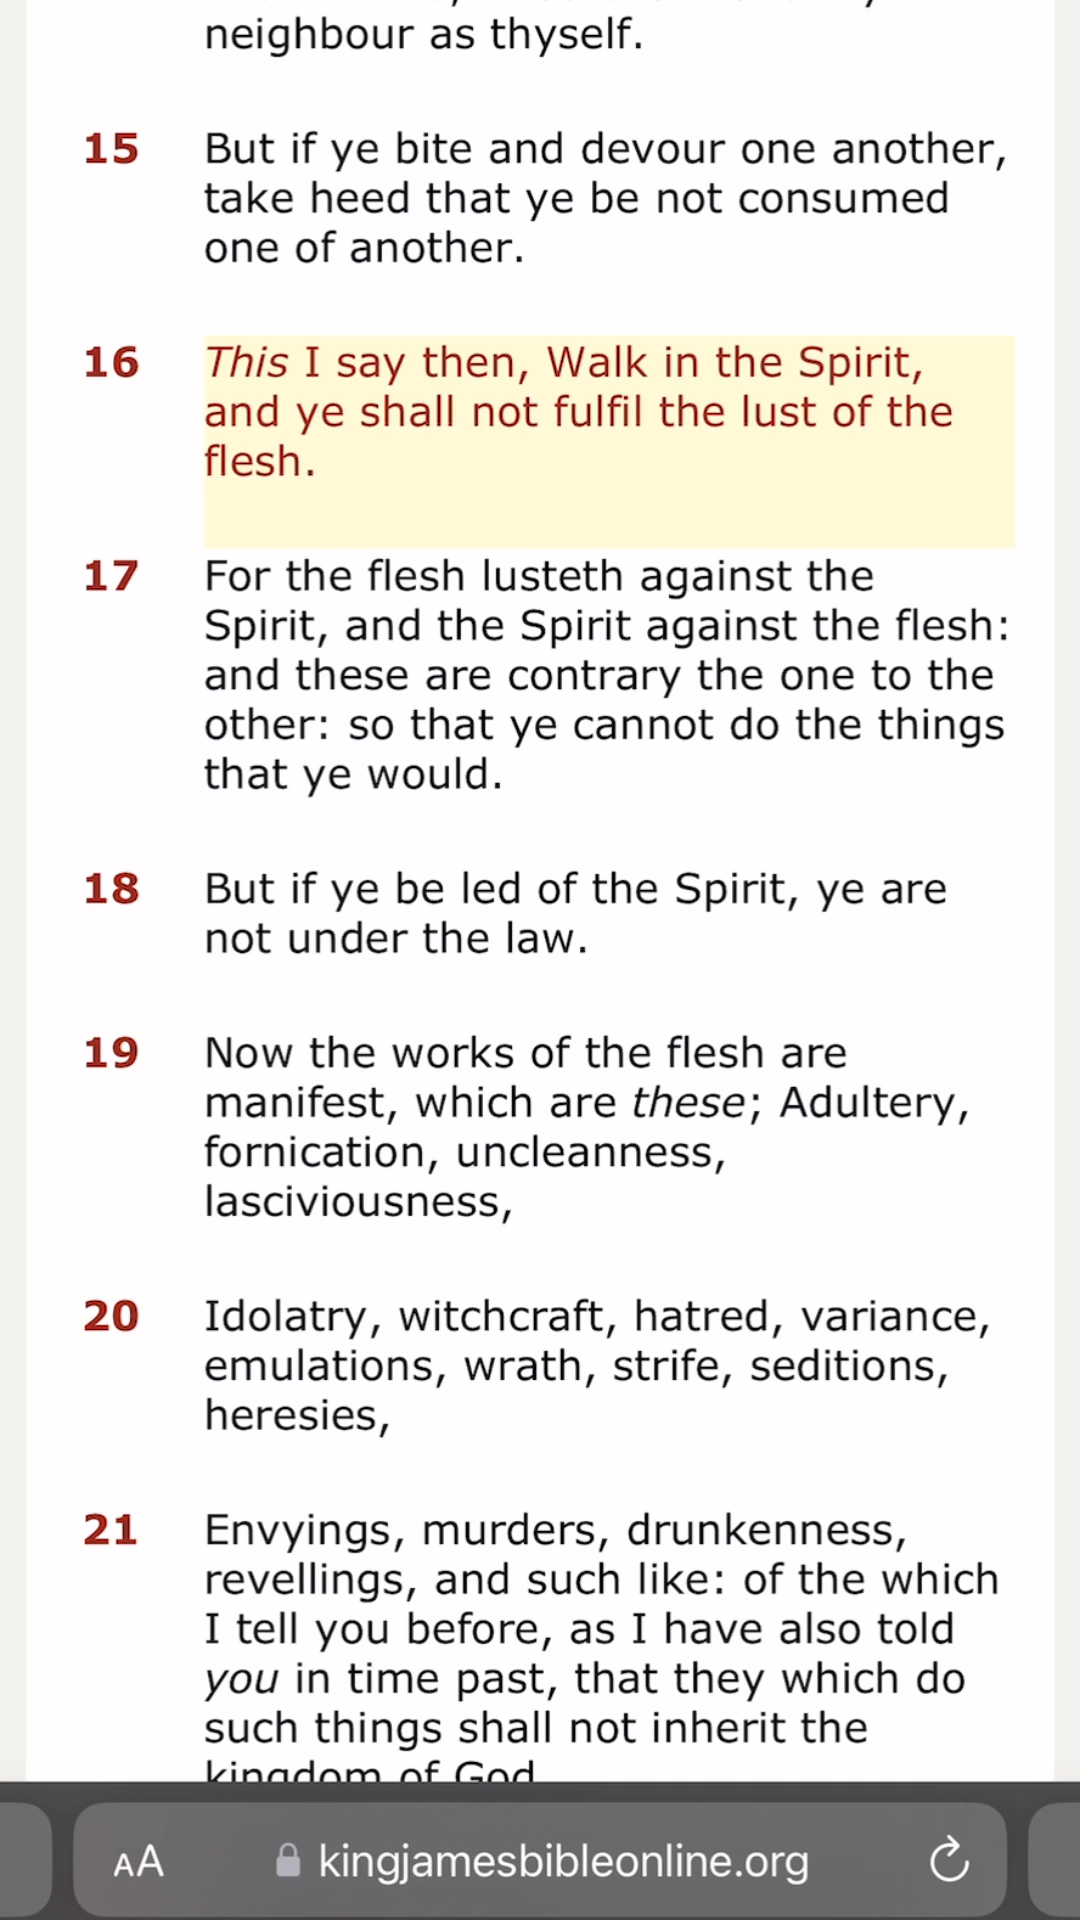 neighbour as thyself.
15 But if ye bite and devour one another,
take heed that ye be not consumed
one of another.
16 This I say then, Walk in the Spirit,
and ye shall not fulfil the lust of the
flesh.
17 For the flesh lusteth against the
Spirit, and the Spirit against the flesh:
and these are contrary the one to the
other: so that ye cannot do the things
that ye would.
18 But if ye be led of the Spirit, ye are
not under the law.
19 Now the works of the flesh are
manifest, which are these; Adultery,
fornication, uncleanness,
lasciviousness,
20 Idolatry, witchcraft, hatred, variance,
emulations, wrath, strife, seditions,
heresies,
21 Envyings, murders, drunkenness,
revellings, and such like: of the which
I tell you before, as I have also told
you in time past, that they which do
such things shall not inherit the
kingdom of God
AA kingjamesbibleonline.org